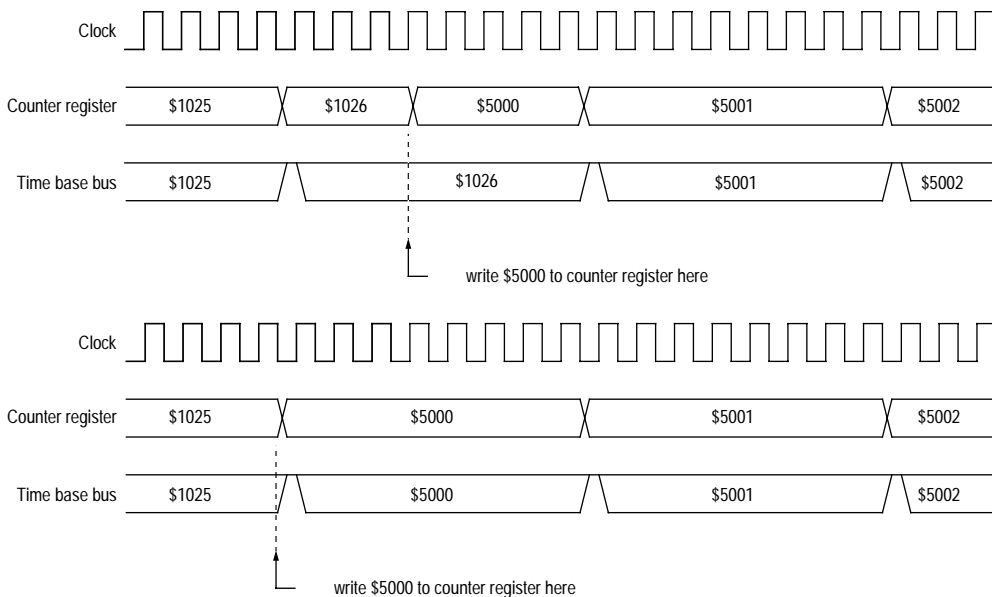 Clock
Counter register $1025 $1026 $5000 $5001 $5002
Time base bus $1025 $1026 $5001 $5002
write $5000 to counter register here
Clock
Counter register $1025 $5000 $5001 $5002
Time base bus $1025 $5000 $5001 $5002
write $5000 to counter register here